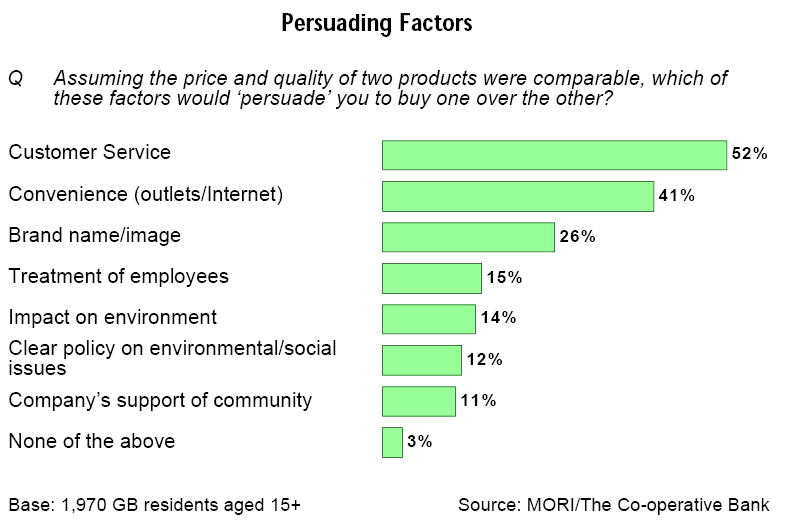 Persuading Factors
Q Assuming the price and quality of two products were comparable, which of
these factors would ‘persuade’ you to buy one over the other?
Customer Service 52%
Convenience (outlets/Internet) 41%
Brand name/image 26%
Treatment of employees 15%
Impact on environment 14%
Clear policy on environmental/social
issues 12%
Company’s support of community 11%
None of the above 3%
Base: 1,970 GB residents aged 15+ Source: MORI/The Co-operative Bank